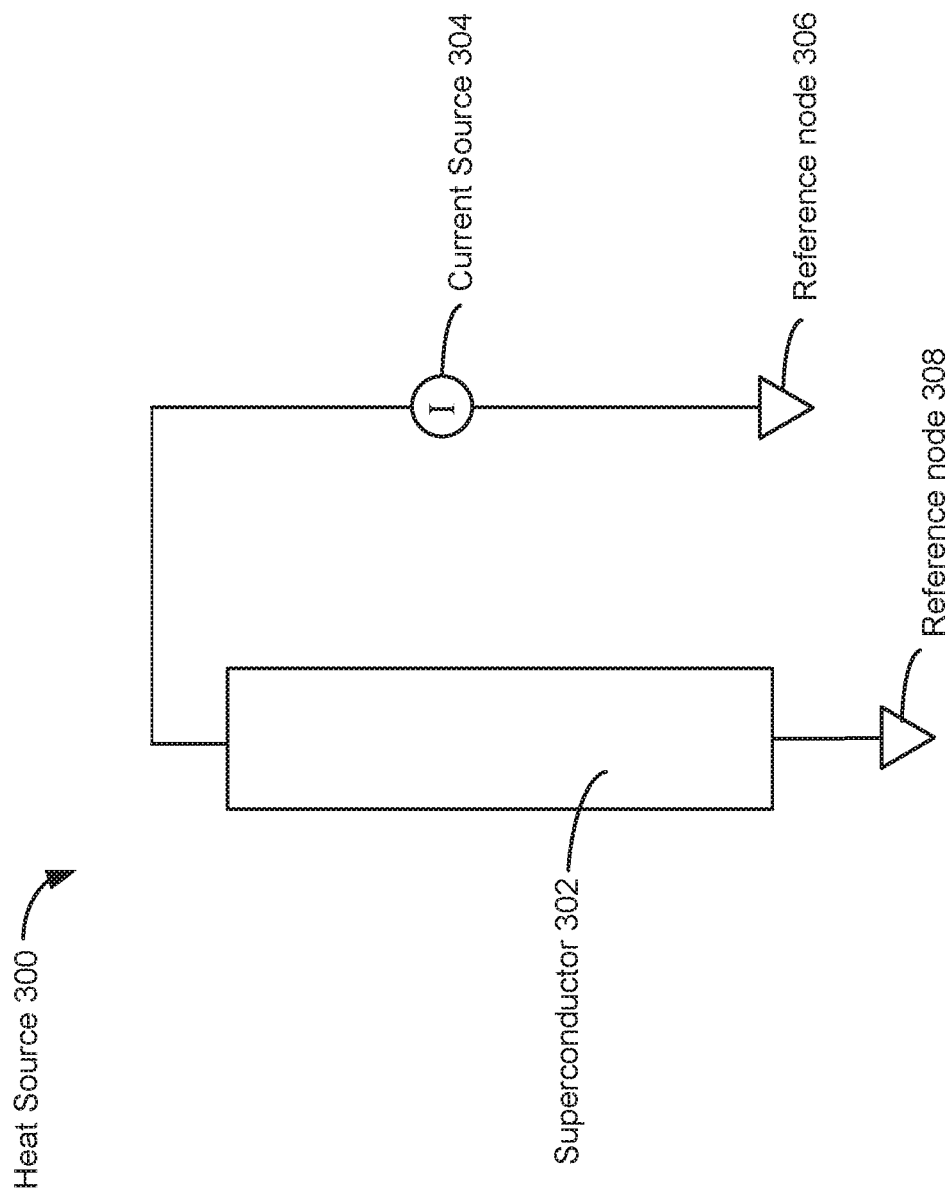 Heat Source 300
Superconductor 302
I
Current Source 304
Reference node 306
Reference node 308